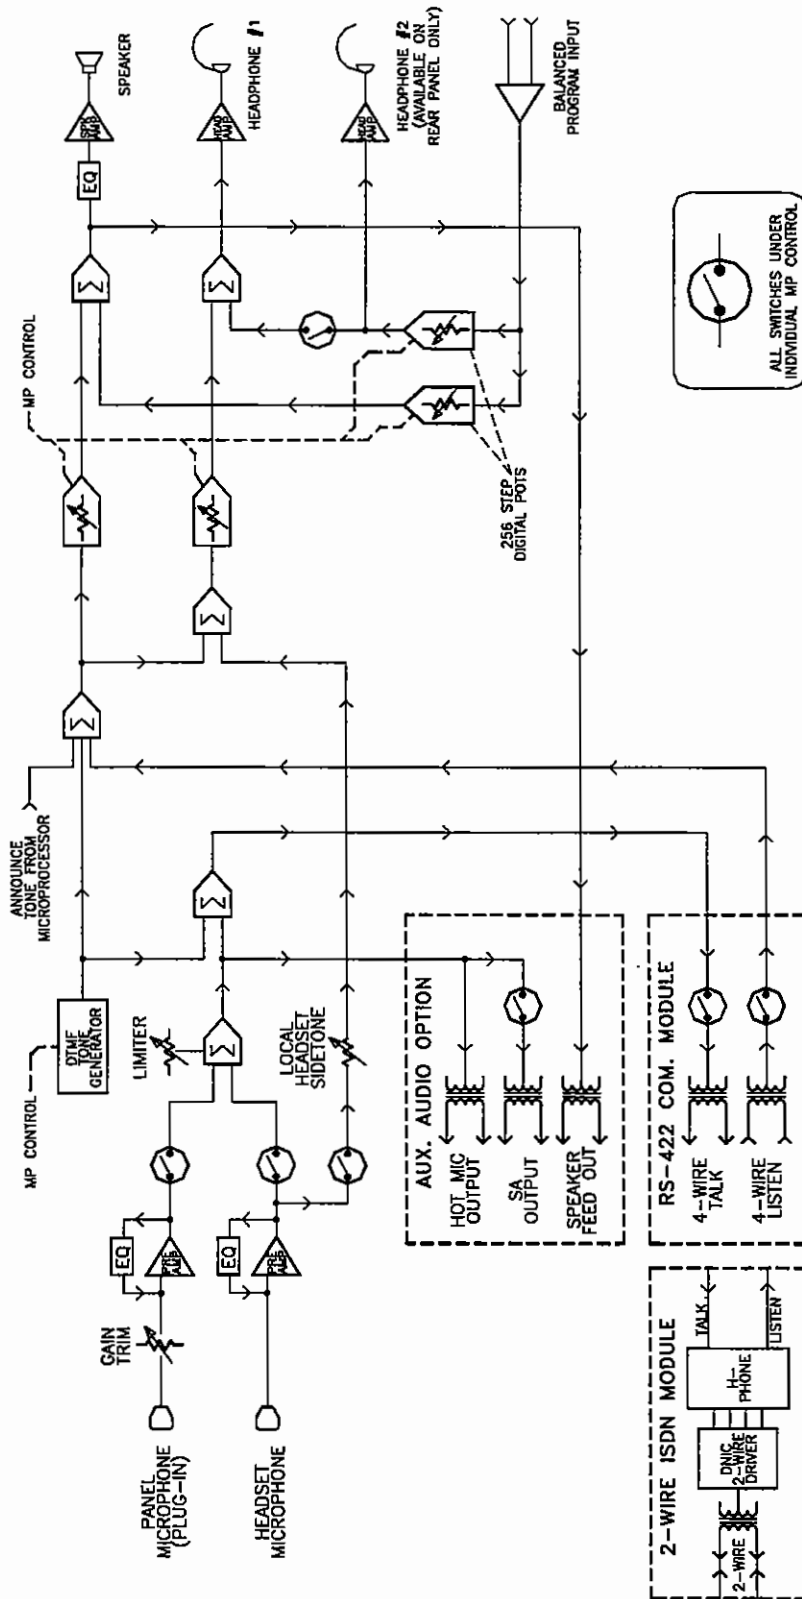 PANEL
MICROPHONE
(PLUG-IN)
GAIN
TRIM
EQ
PRE
AMP
HEADSET
MICROPHONE
EQ
PRE
AMP
MP CONTROL
DTMF
TONE
GENERATOR
LIMITER
Σ
LOCAL
HEADSET
SIDETONE
ANNOUNCE
TONE FROM
MICROPROCESSOR
Σ
Σ
Σ
MP CONTROL
256 STEP
DIGITAL POTS
Σ
Σ
EQ
SPK
AMP
SPEAKER
HEAD
AMP
HEADPHONE #1
HEAD
AMP
HEADPHONE #2
(AVAILABLE ON
REAR PANEL ONLY)
BALANCED
PROGRAM INPUT
AUX. AUDIO OPTION
HOT MIC
OUTPUT
SA
OUTPUT
SPEAKER
FEED OUT
RS-422 COM. MODULE
4-WIRE
TALK
4-WIRE
LISTEN
2-WIRE ISDN MODULE
2-WIRE
DNIC
2-WIRE
DRIVER
H-
PHONE
TALK
LISTEN
ALL SWITCHES UNDER
INDIVIDUAL MP CONTROL